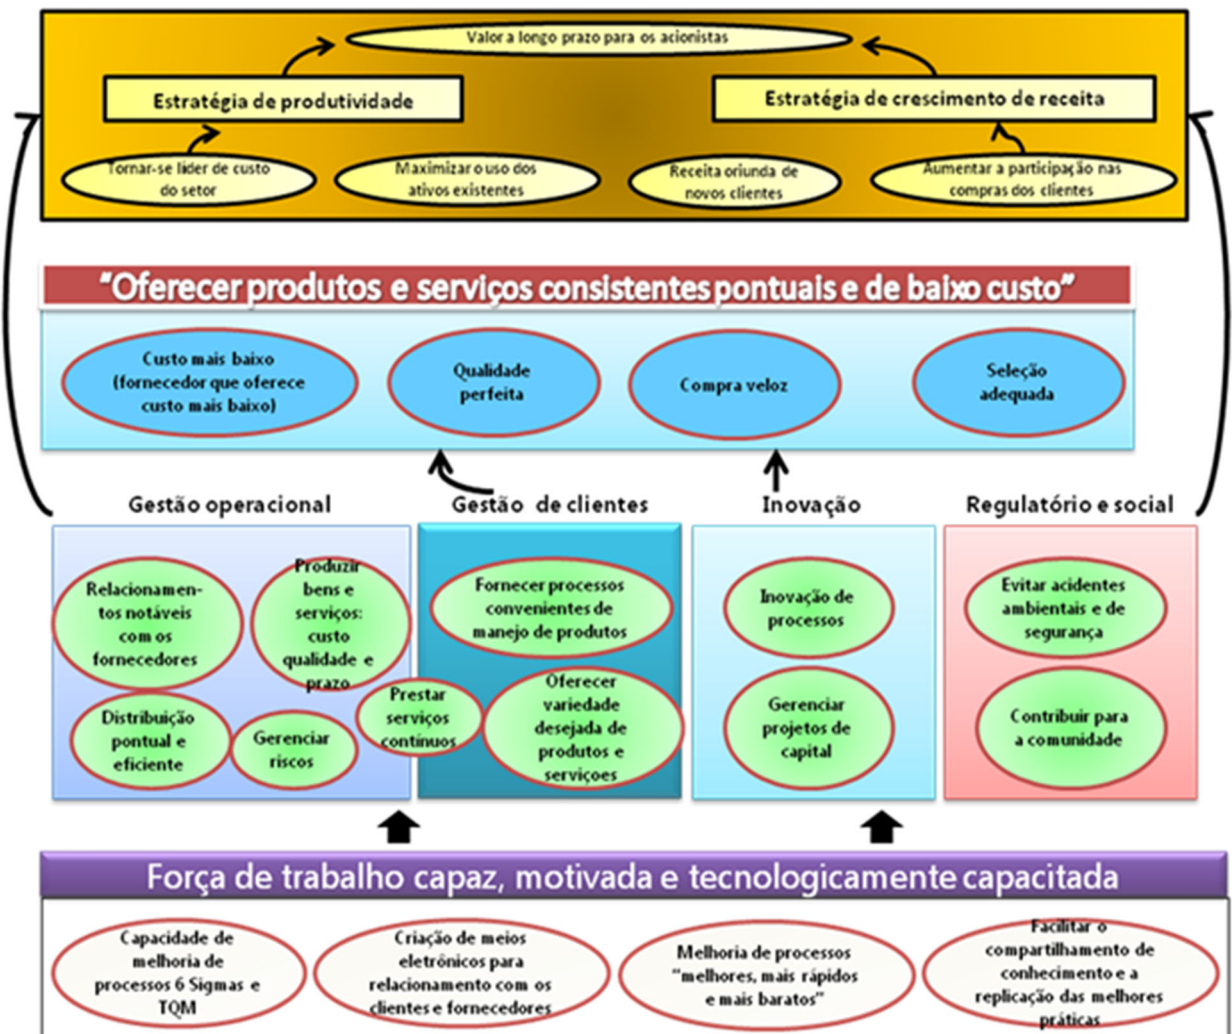 Valor a longo prazo para os acionistas
Estratégia de produtividade
Estratégia de crescimento de receita
Tornar-se líder de custo
do setor
Maximizar o uso dos
ativos existentes
Receita oriunda de
novos clientes
Aumentar a participação nas
compras dos clientes
"Oferecer produtos e serviços consistentes pontuais e de baixo custo"
Custo mais baixo
(fornecedor que oferece
custo mais baixo)
Qualidade
perfeita
Compra veloz
Seleção
adequada
Gestão operacional
Gestão de clientes
Inovação
Regulatório e social
Relacionamen-
tos notáveis
com os
fornecedores
Produzir
bens e
serviços:
custo
qualidade e
prazo
Distribuição
pontual e
eficiente
Gerenciar
riscos
Prestar
serviços
contínuos
Fornecer processos
convenientes de
manejo de produtos
Oferecer
variedade
desejada de
produtos e
serviçoes
Inovação de
processos
Gerenciar
projetos de
capital
Evitar acidentes
ambientais e de
segurança
Contribuir para
a comunidade
Força de trabalho capaz, motivada e tecnologicamente capacitada
Capacidade de
melhoria de
processos 6 Sigmas e
TQM
Criação de meios
eletrônicos para
relacionamento com os
clientes e fornecedores
Melhoria de processos
"melhores, mais rápidos
e mais baratos"
Facilitar o
compartilhamento de
conhecimento e a
replicação das melhores
práticas